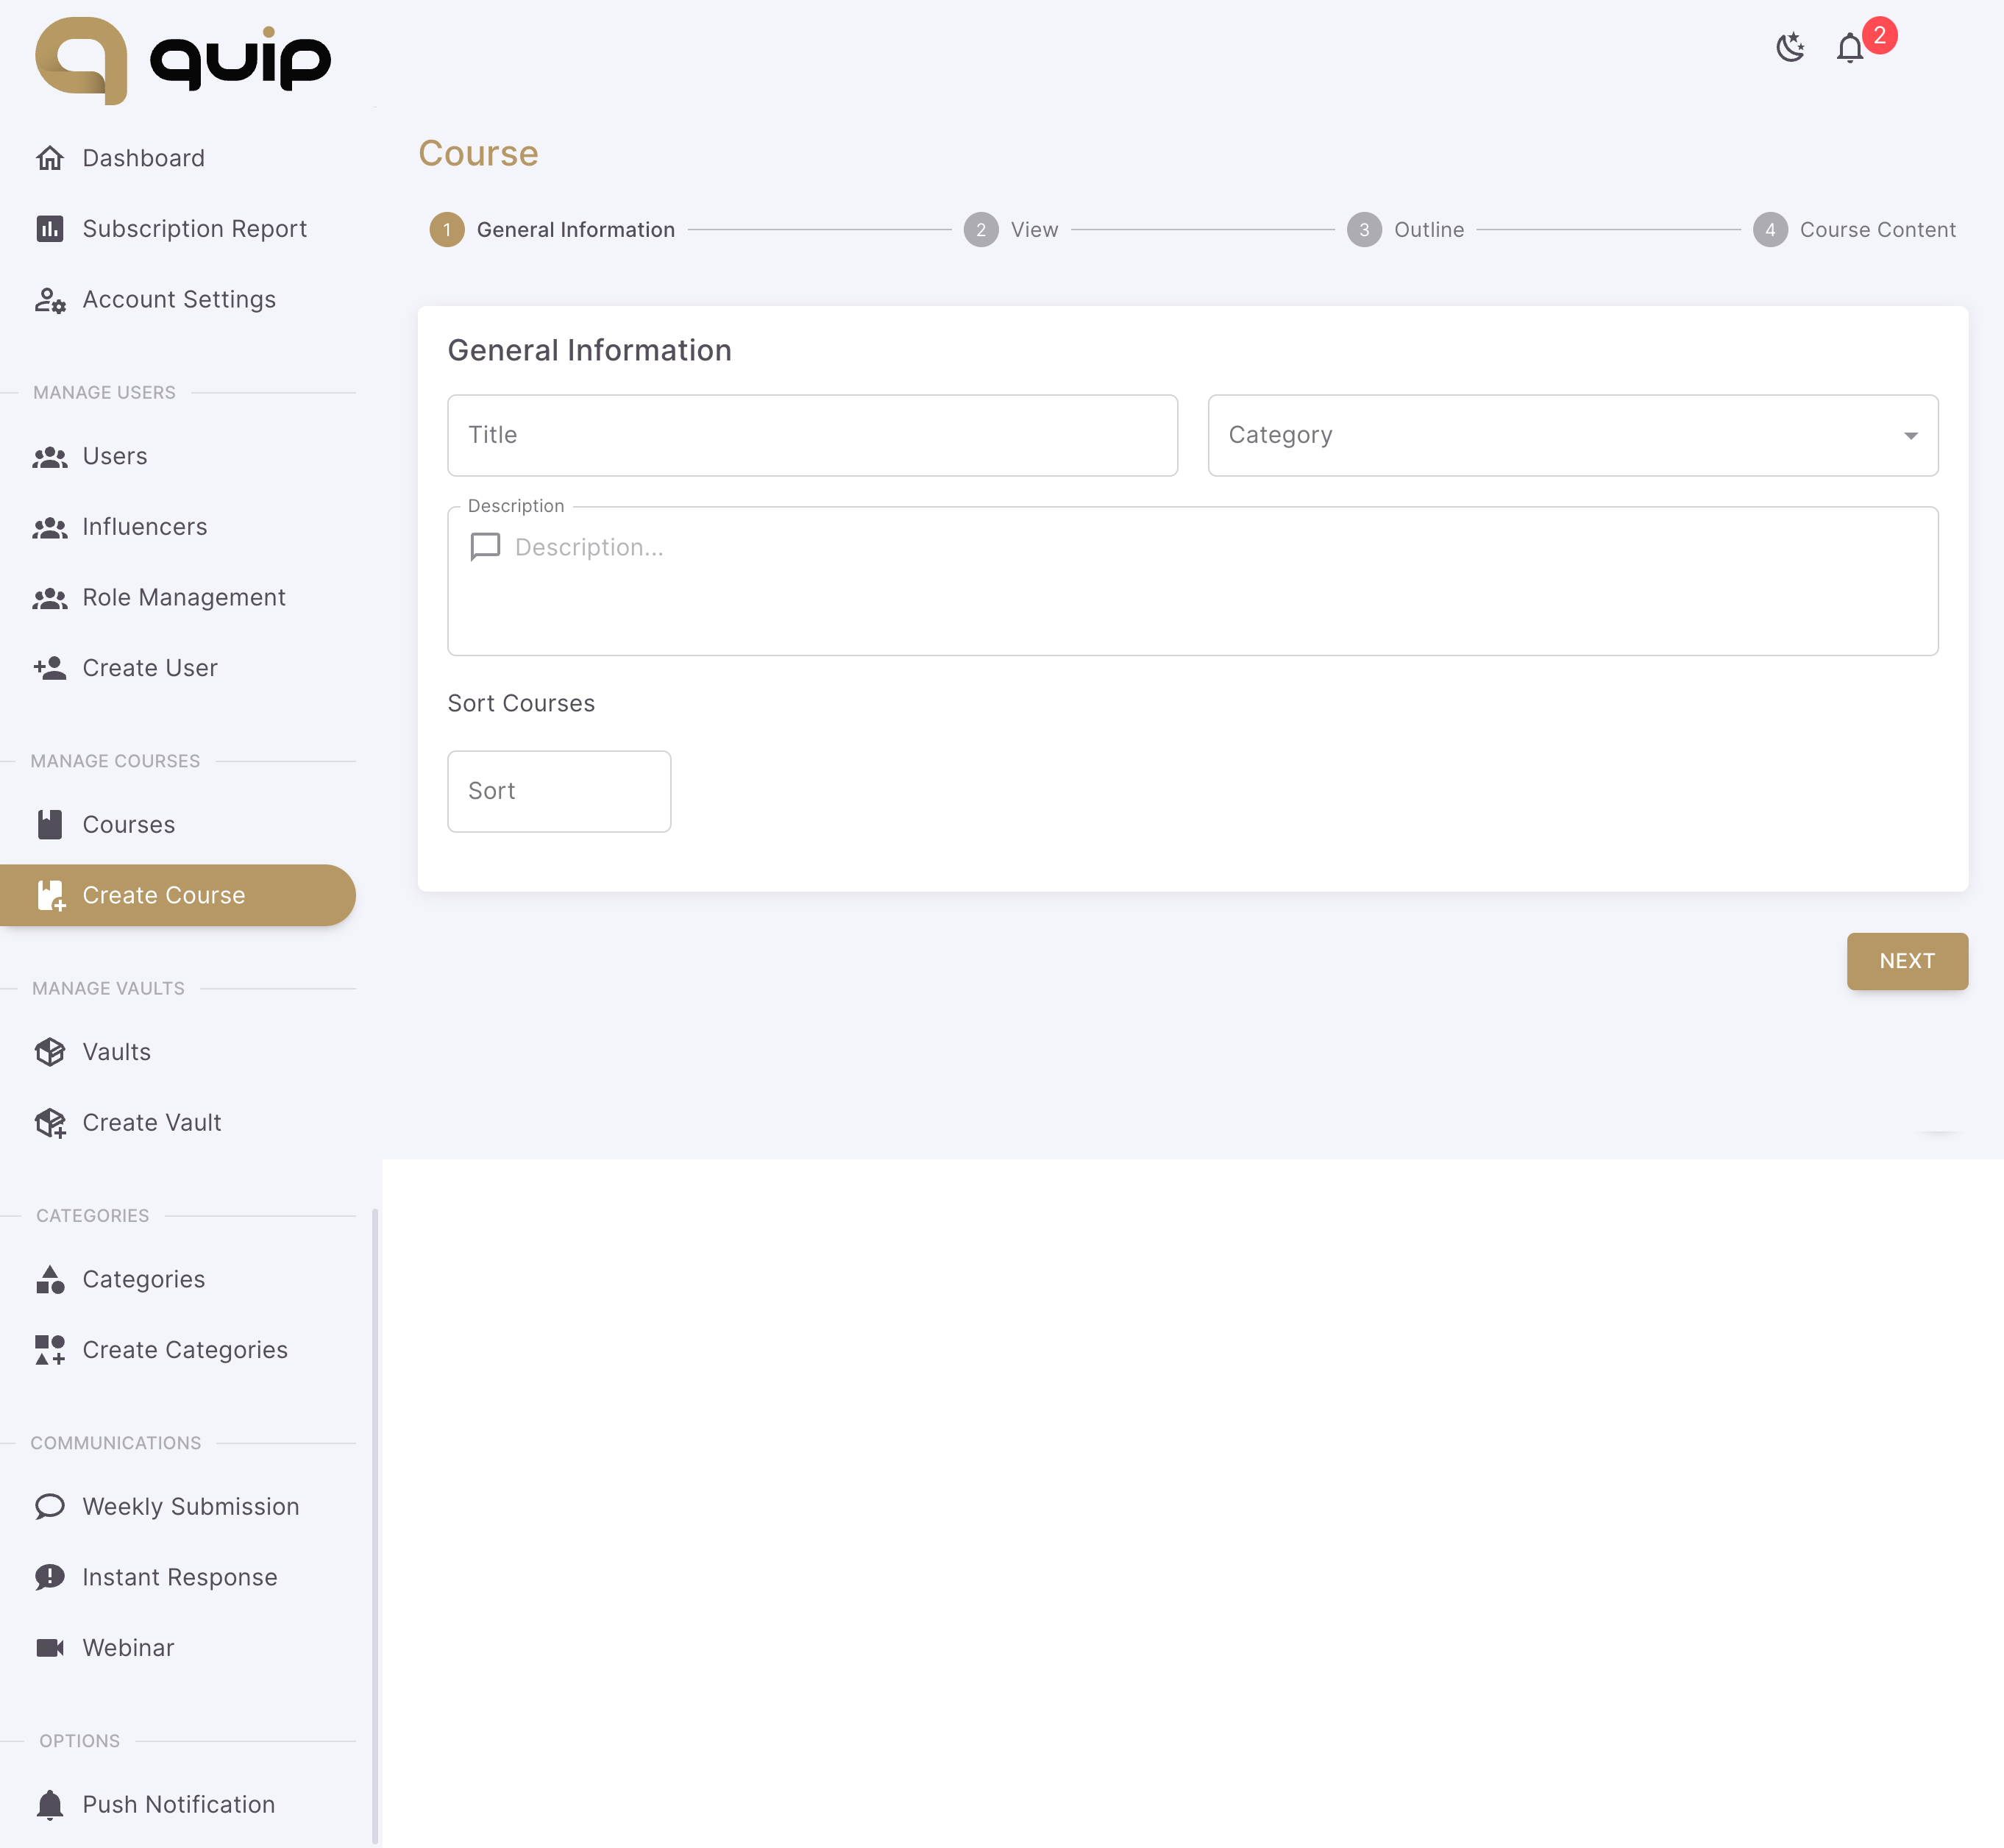 quip
2
Dashboard
Subscription Report
Account Settings
MANAGE USERS
Users
Influencers
Role Management
Create User
MANAGE COURSES
Courses
Create Course
MANAGE VAULTS
Vaults
Create Vault
CATEGORIES
Categories
Create Categories
COMMUNICATIONS
Weekly Submission
Instant Response
Webinar
OPTIONS
Push Notification
Course
1 General Information 2 View 3 Outline 4 Course Content
General Information
Title Category
Description
Description...
Sort Courses
Sort
NEXT